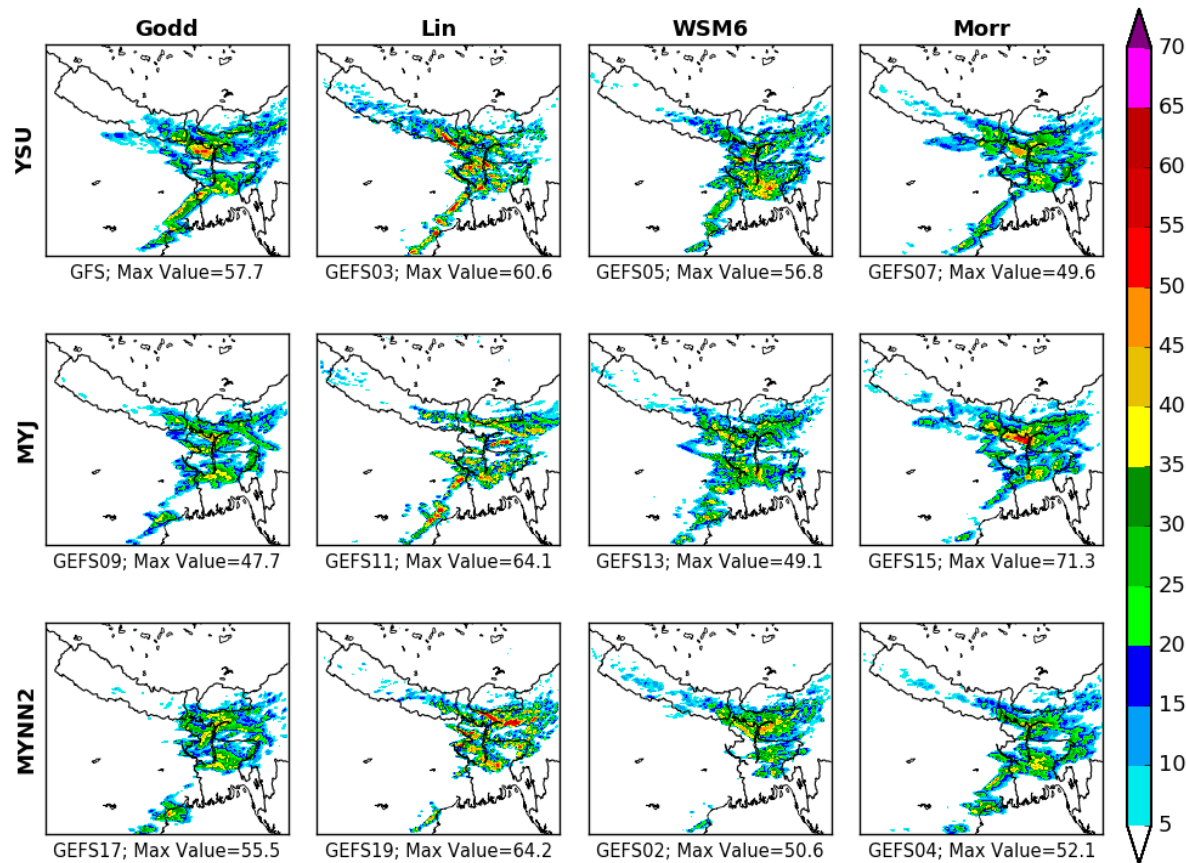 Godd Lin WSM6 Morr
YSU
GFS; Max Value=57.7 GEFS03; Max Value=60.6 GEFS05; Max Value=56.8 GEFS07; Max Value=49.6
MYJ
GEFS09; Max Value=47.7 GEFS11; Max Value=64.1 GEFS13; Max Value=49.1 GEFS15; Max Value=71.3
MYNN2
GEFS17; Max Value=55.5 GEFS19; Max Value=64.2 GEFS02; Max Value=50.6 GEFS04; Max Value=52.1
70
65
60
55
50
45
40
35
30
25
20
15
10
5